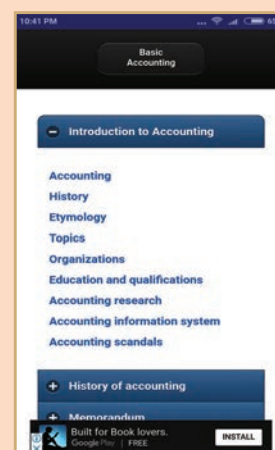 10:41 PM ... 65
Basic
Accounting
Introduction to Accounting
Accounting
History
Etymology
Topics
Organizations
Education and qualifications
Accounting research
Accounting information system
Accounting scandals
History of accounting
Memorandum
Built for Book lovers.
Google Play | FREE
INSTALL